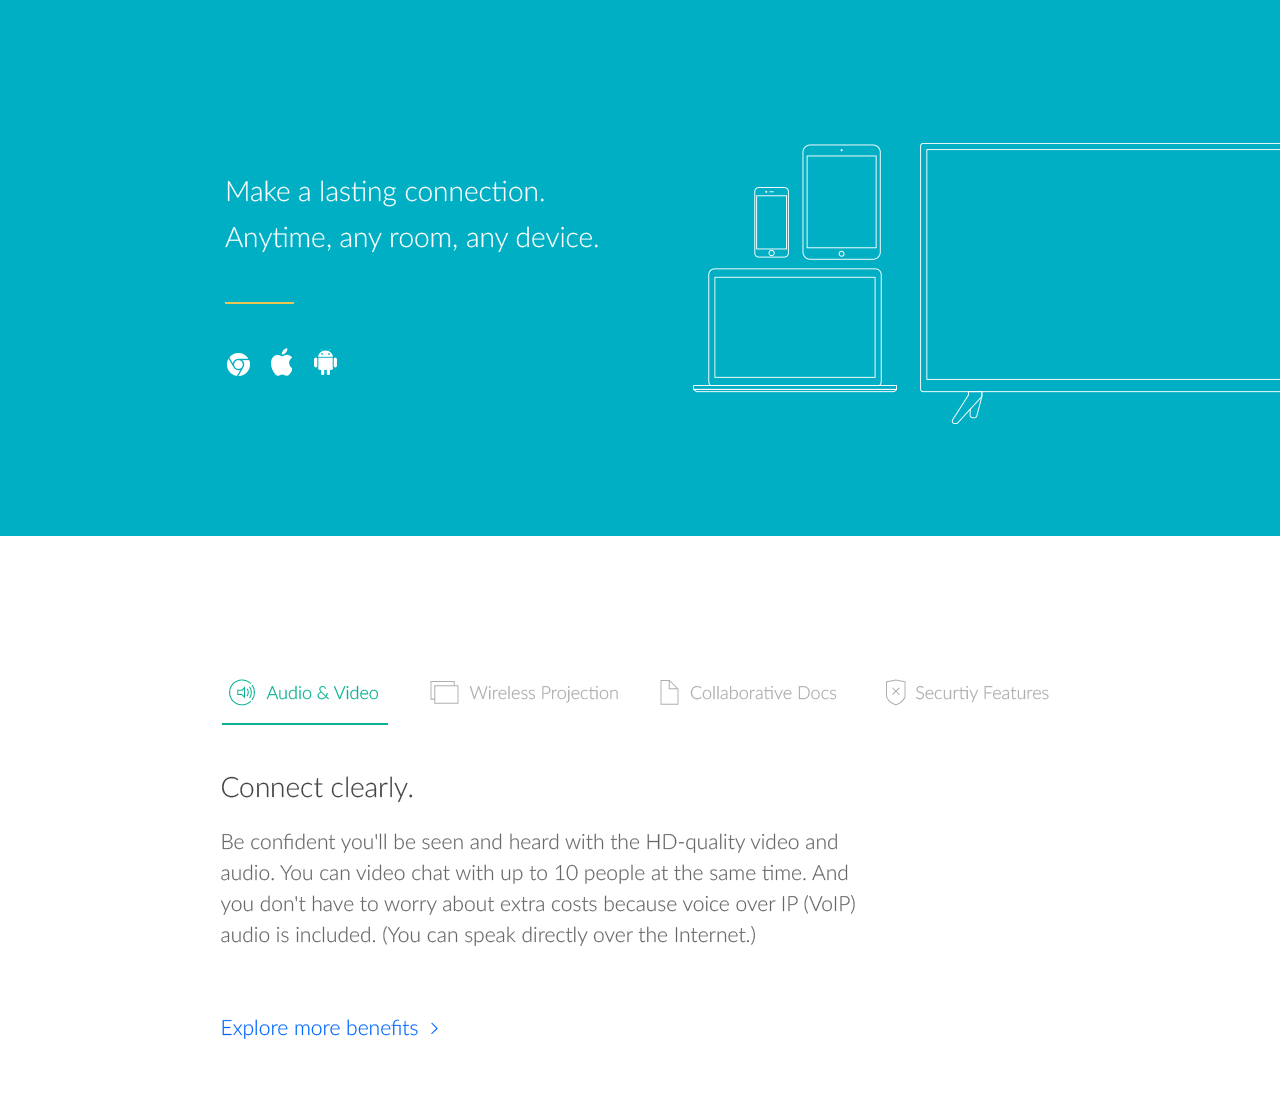 Make a lasting connection.
Anytime, any room, any device.
Audio & Video
Wireless Projection
Collaborative Docs
Securtiy Features
Connect clearly.
Be confident you'll be seen and heard with the HD-quality video and
audio. You can video chat with up to 10 people at the same time. And
you don't have to worry about extra costs because voice over IP (VoIP)
audio is included. (You can speak directly over the Internet.)
Explore more benefits